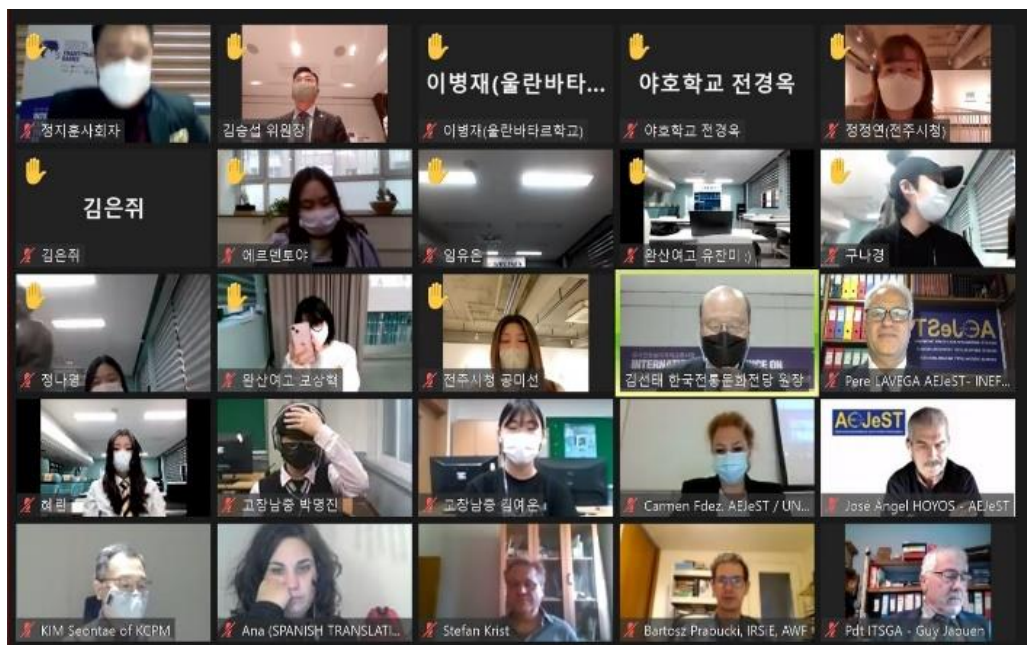 정지훈사회자
김승섭 위원장
이병재(울란바타...
이병재(울란바타르학교)
야호학교 전경옥
야호학교 전경옥
정정연(전주시청)
김은쥐
김은쥐
에르덴토야
임유은
완산여고 유찬미 :)
구나경
정나영
완산여고 모상혁
전주시청 공미선
INTERNATIONAL
CE ON
김선태 한국전통문화전당 원장
AEJeST
Pere LAVEGA AEJeST- INEF...
혜린
고창남중 박명진
고창남중 김여온
Carmen Fdez. AEJeST / UN...
AEJeST
José Angel HOYOS - AEJeST
KIM Seontae of KCPM
Ana (SPANISH TRANSLATI...
Stefan Krist
Bartosz Prabucki, IRSiE, AWF
Pdt ITSGA - Guy Jaouen